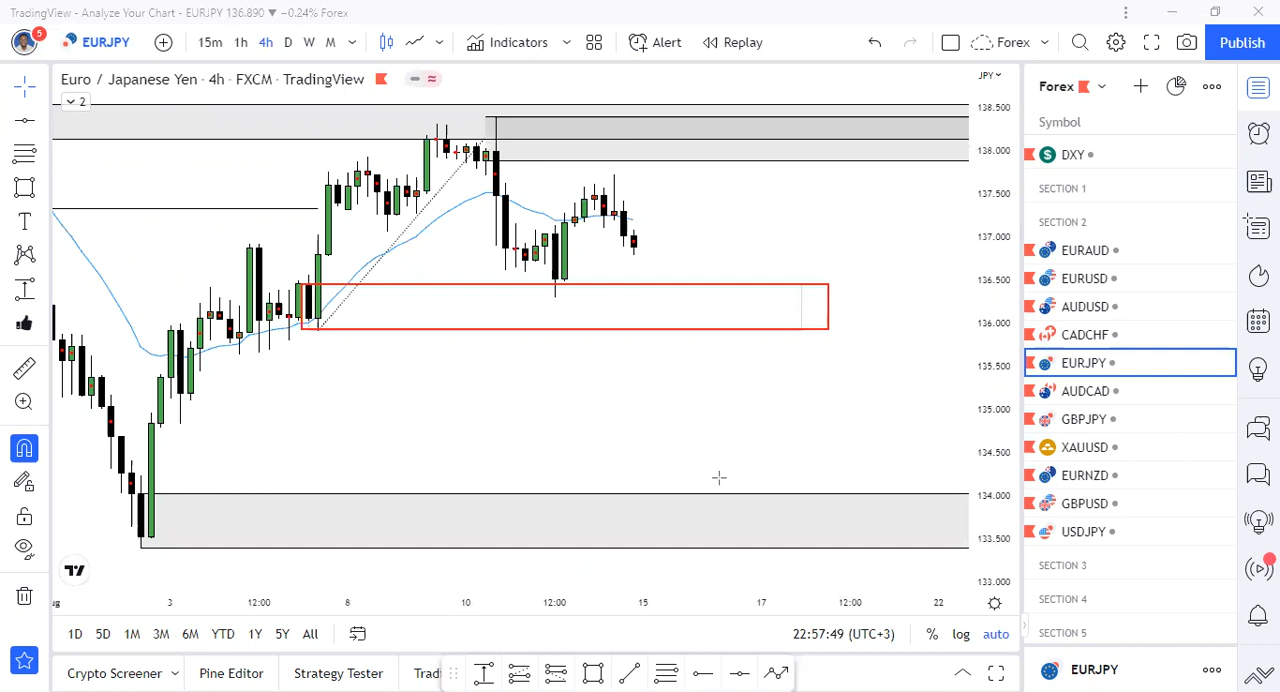 TradingView - Analyze Your Chart - EURJPY 136.890 ▼ −0.24% Forex
5
EURJPY
15m 1h 4h D W M
Indicators
Alert
Replay
Forex
Publish
Euro / Japanese Yen · 4h · FXCM · TradingView
2
JPY
138.500
138.000
137.500
137.000
136.500
136.000
135.500
135.000
134.500
134.000
133.500
133.000
3 12:00 8 10 12:00 15 17 12:00 22
1D 5D 1M 3M 6M YTD 1Y 5Y All
22:57:49 (UTC+3) % log auto
Crypto Screener Pine Editor Strategy Tester Tradi
Forex
Symbol
DXY
SECTION 1
SECTION 2
EURAUD
EURUSD
AUDUSD
CADCHF
EURJPY
AUDCAD
GBPJPY
XAUUSD
EURNZD
GBPUSD
USDJPY
SECTION 3
SECTION 4
SECTION 5
EURJPY